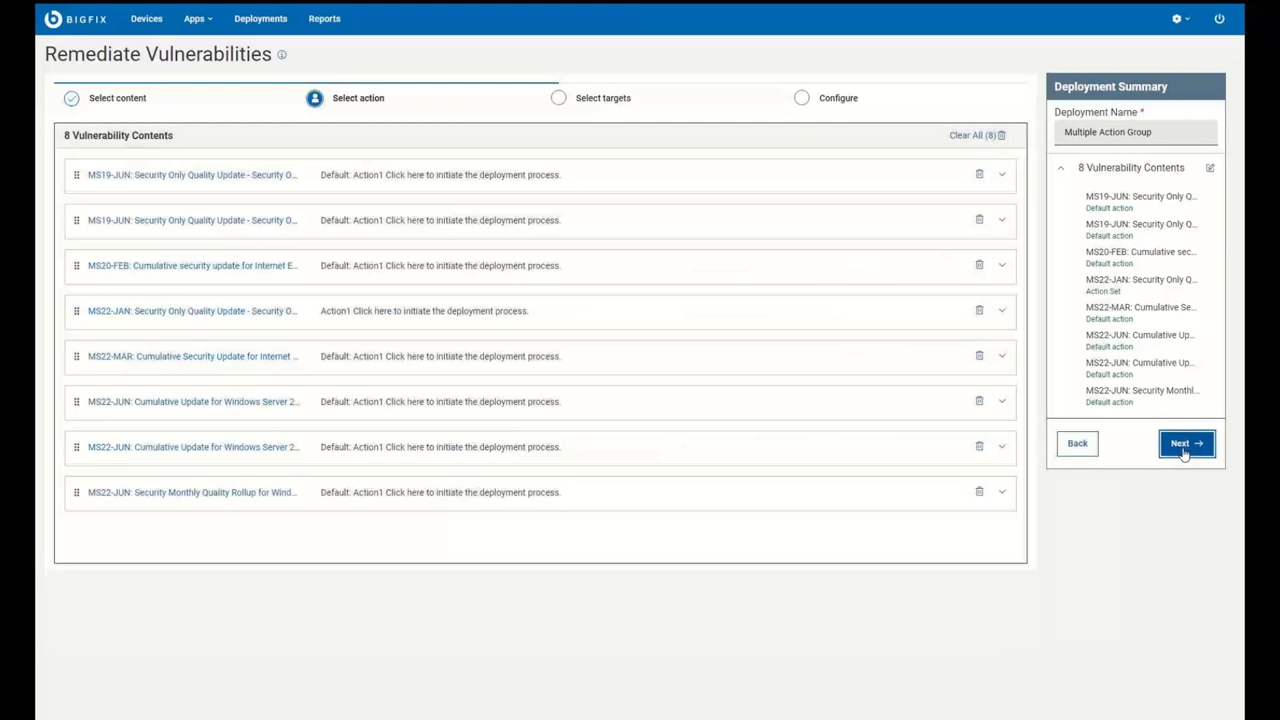 BIGFIX Devices Apps Deployments Reports
Remediate Vulnerabilities
Select content Select action Select targets Configure
8 Vulnerability Contents Clear All (8)
MS19-JUN: Security Only Quality Update - Security O... Default: Action1 Click here to initiate the deployment process.
MS19-JUN: Security Only Quality Update - Security O... Default: Action1 Click here to initiate the deployment process.
MS20-FEB: Cumulative security update for Internet E... Default: Action1 Click here to initiate the deployment process.
MS22-JAN: Security Only Quality Update - Security O... Action1 Click here to initiate the deployment process.
MS22-MAR: Cumulative Security Update for Internet ... Default: Action1 Click here to initiate the deployment process.
MS22-JUN: Cumulative Update for Windows Server 2... Default: Action1 Click here to initiate the deployment process.
MS22-JUN: Cumulative Update for Windows Server 2... Default: Action1 Click here to initiate the deployment process.
MS22-JUN: Security Monthly Quality Rollup for Wind... Default: Action1 Click here to initiate the deployment process.
Deployment Summary
Deployment Name *
Multiple Action Group
8 Vulnerability Contents
MS19-JUN: Security Only Q...
Default action
MS19-JUN: Security Only Q...
Default action
MS20-FEB: Cumulative sec...
Default action
MS22-JAN: Security Only Q...
Action Set
MS22-MAR: Cumulative Se...
Default action
MS22-JUN: Cumulative Up...
Default action
MS22-JUN: Cumulative Up...
Default action
MS22-JUN: Security Monthl...
Default action
Back Next